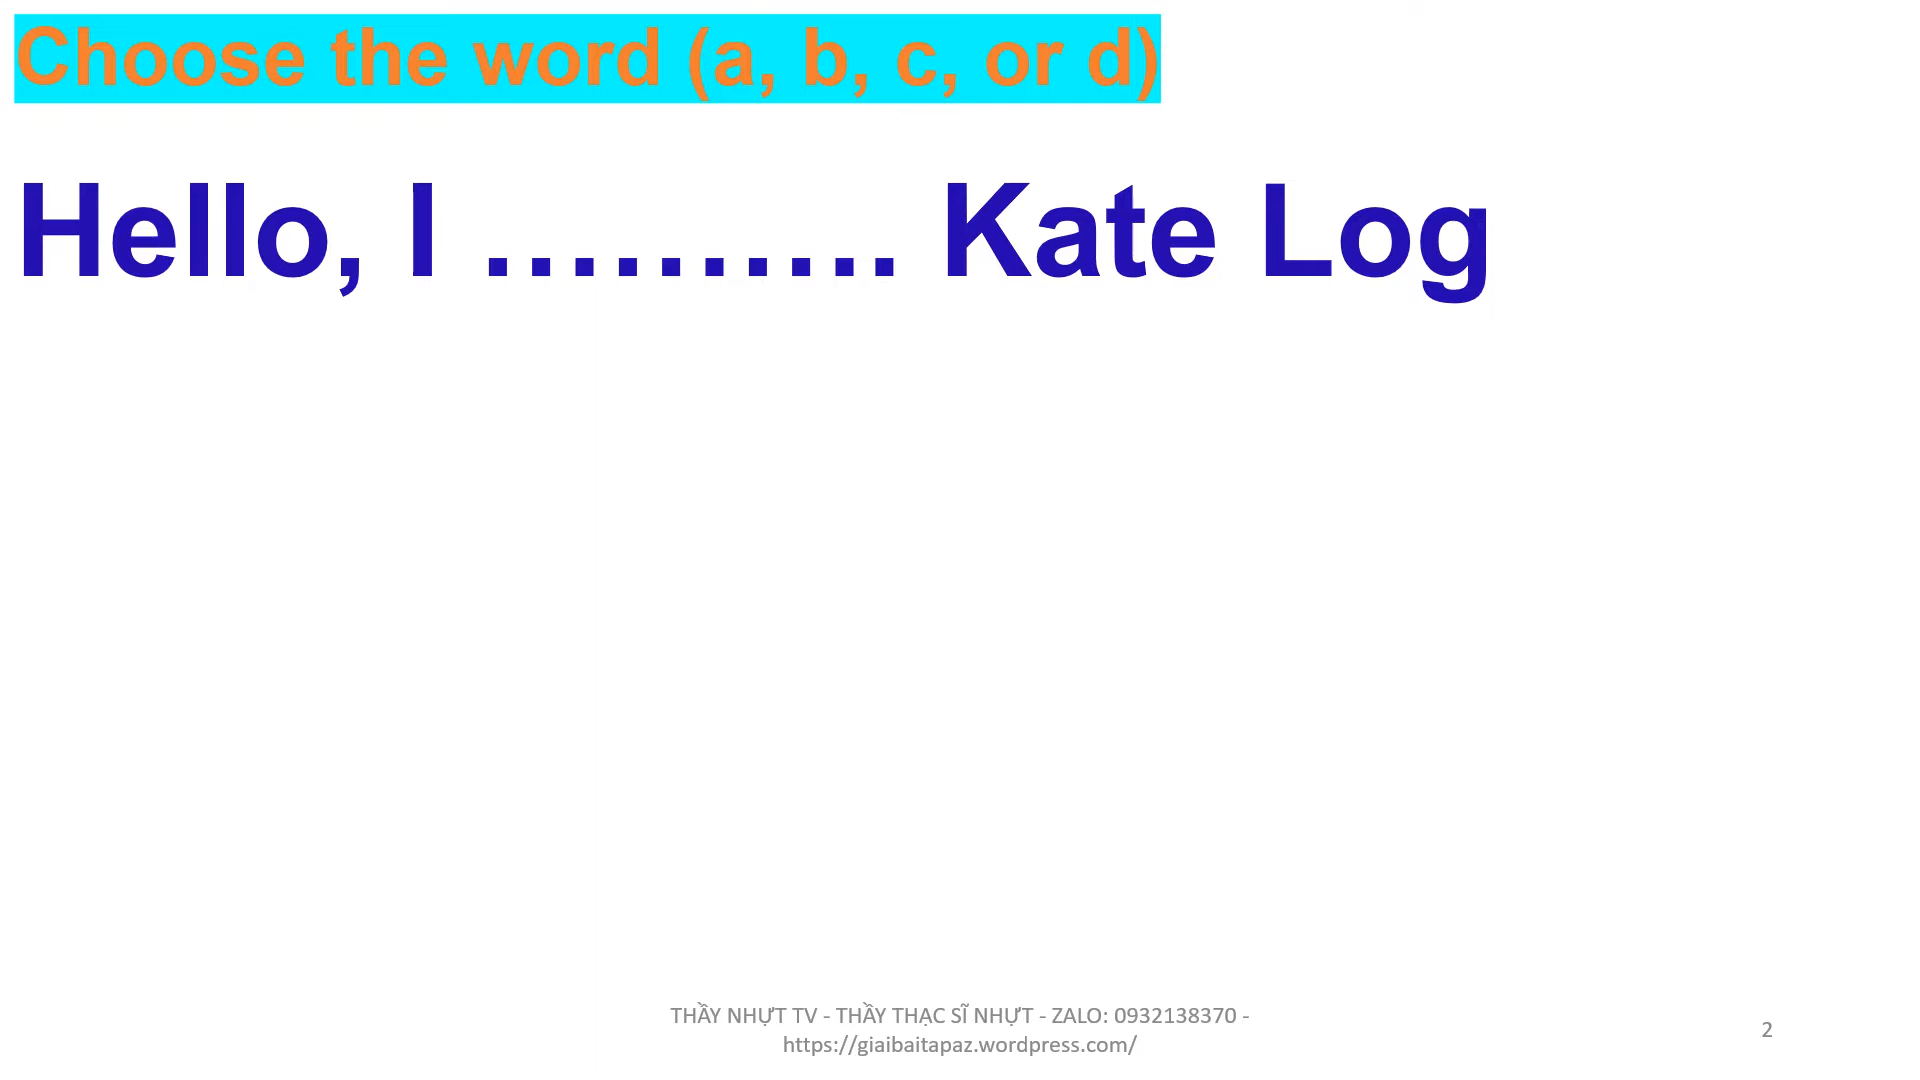 Choose the word (a, b, c, or d)
Hello, I .......... Kate Log
THẦY NHỰT TV - THẦY THẠC SĨ NHỰT - ZALO: 0932138370 -
https://giaibaitapaz.wordpress.com/
2